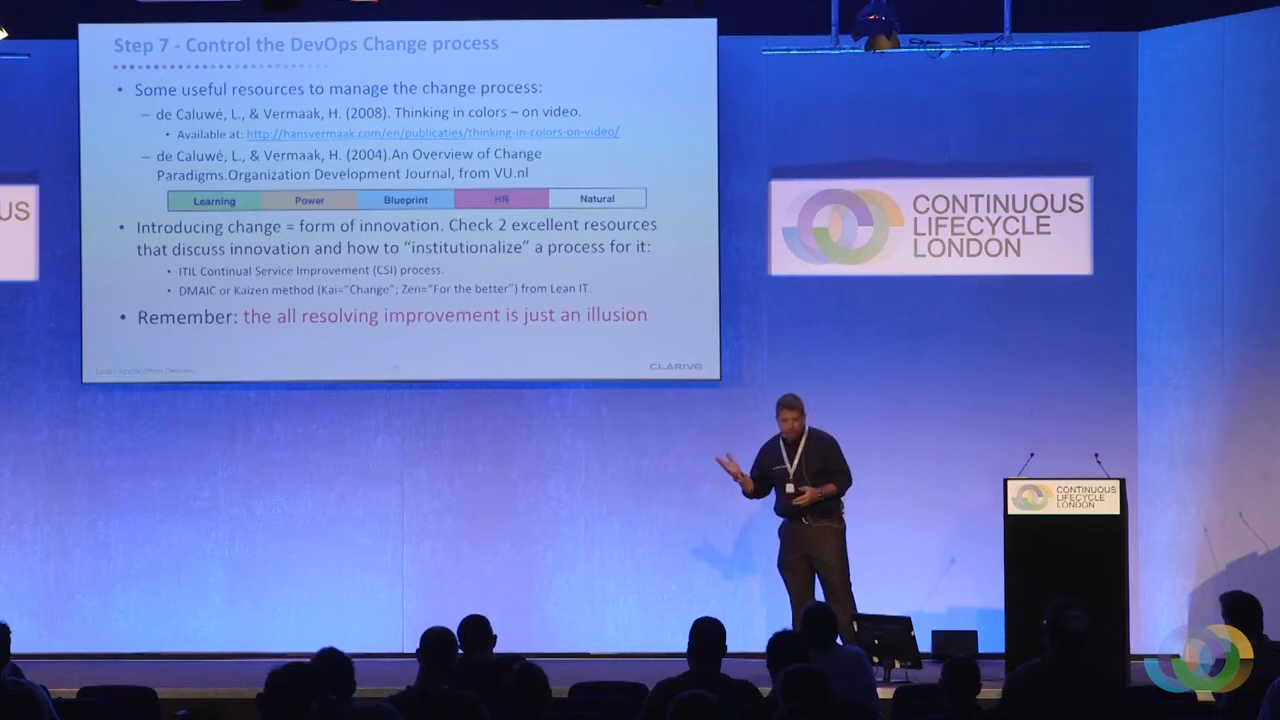 Step 7 - Control the DevOps Change process
• Some useful resources to manage the change process:
– de Caluwé, L., & Vermaak, H. (2008). Thinking in colors – on video.
• Available at: http://hansvermaak.com/en/publicaties/thinking-in-colors-on-video/
– de Caluwé, L., & Vermaak, H. (2004).An Overview of Change
Paradigms.Organization Development Journal, from VU.nl
Learning Power Blueprint HR Natural
• Introducing change = form of innovation. Check 2 excellent resources
that discuss innovation and how to “institutionalize” a process for it:
• ITIL Continual Service Improvement (CSI) process.
• DMAIC or Kaizen method (Kai=“Change”; Zen=“For the better”) from Lean IT.
• Remember: the all resolving improvement is just an illusion
CLARIVE
US
CONTINUOUS
LIFECYCLE
LONDON
CONTINUOUS
LIFECYCLE
LONDON